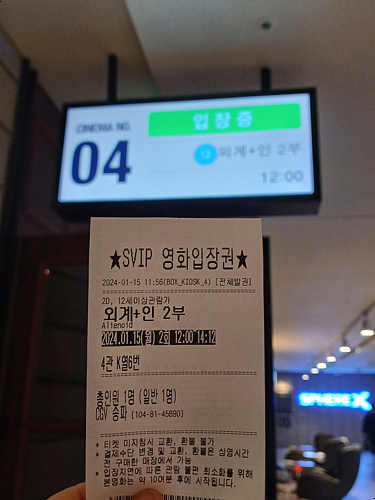 CINEMA NO.
04
입장중
12 외계+인 2부
12:00
★SVIP 영화입장권★
2024-01-15 11:56(BOX_KIOSK_4) [전체발권]
2D, 12세이상관람가
외계+인 2부
Alienoid
2024.01.15(월) 2회 12:00 14:12
4관 K열6번
총인원 1명 (일반 1명)
CGV 송파 [104-81-45690]
* 티켓 미지참시 교환, 환불 불가
* 결제수단 변경 및 교환, 환불은 상영시간
전 구매한 매장에서 가능
* 입장지연에 따른 관람 불편 최소화를 위해
본영화는 약 10여분 후에 시작됩니다.
SPHERE X